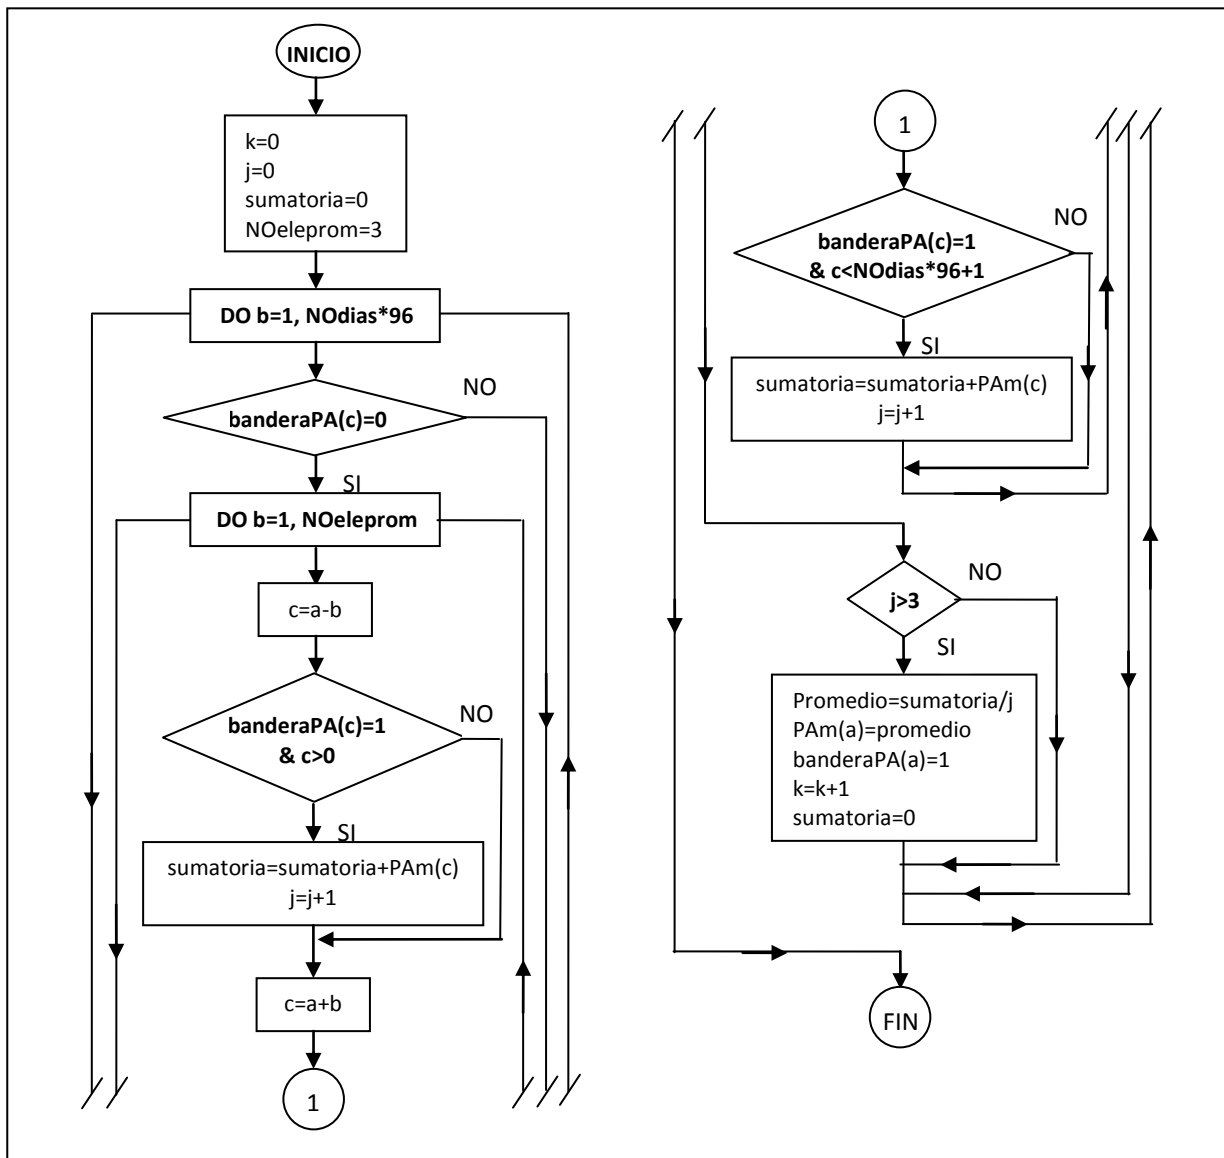 INICIO
k=0
j=0
sumatoria=0
NOeleprom=3
DO b=1, NOdias*96
NO
banderaPA(c)=0
SI
DO b=1, NOeleprom
c=a-b
NO
banderaPA(c)=1
& c>0
SI
sumatoria=sumatoria+PAm(c)
j=j+1
c=a+b
1
1
NO
banderaPA(c)=1
& c<NOdias*96+1
SI
sumatoria=sumatoria+PAm(c)
j=j+1
NO
j>3
SI
Promedio=sumatoria/j
PAm(a)=promedio
banderaPA(a)=1
k=k+1
sumatoria=0
FIN